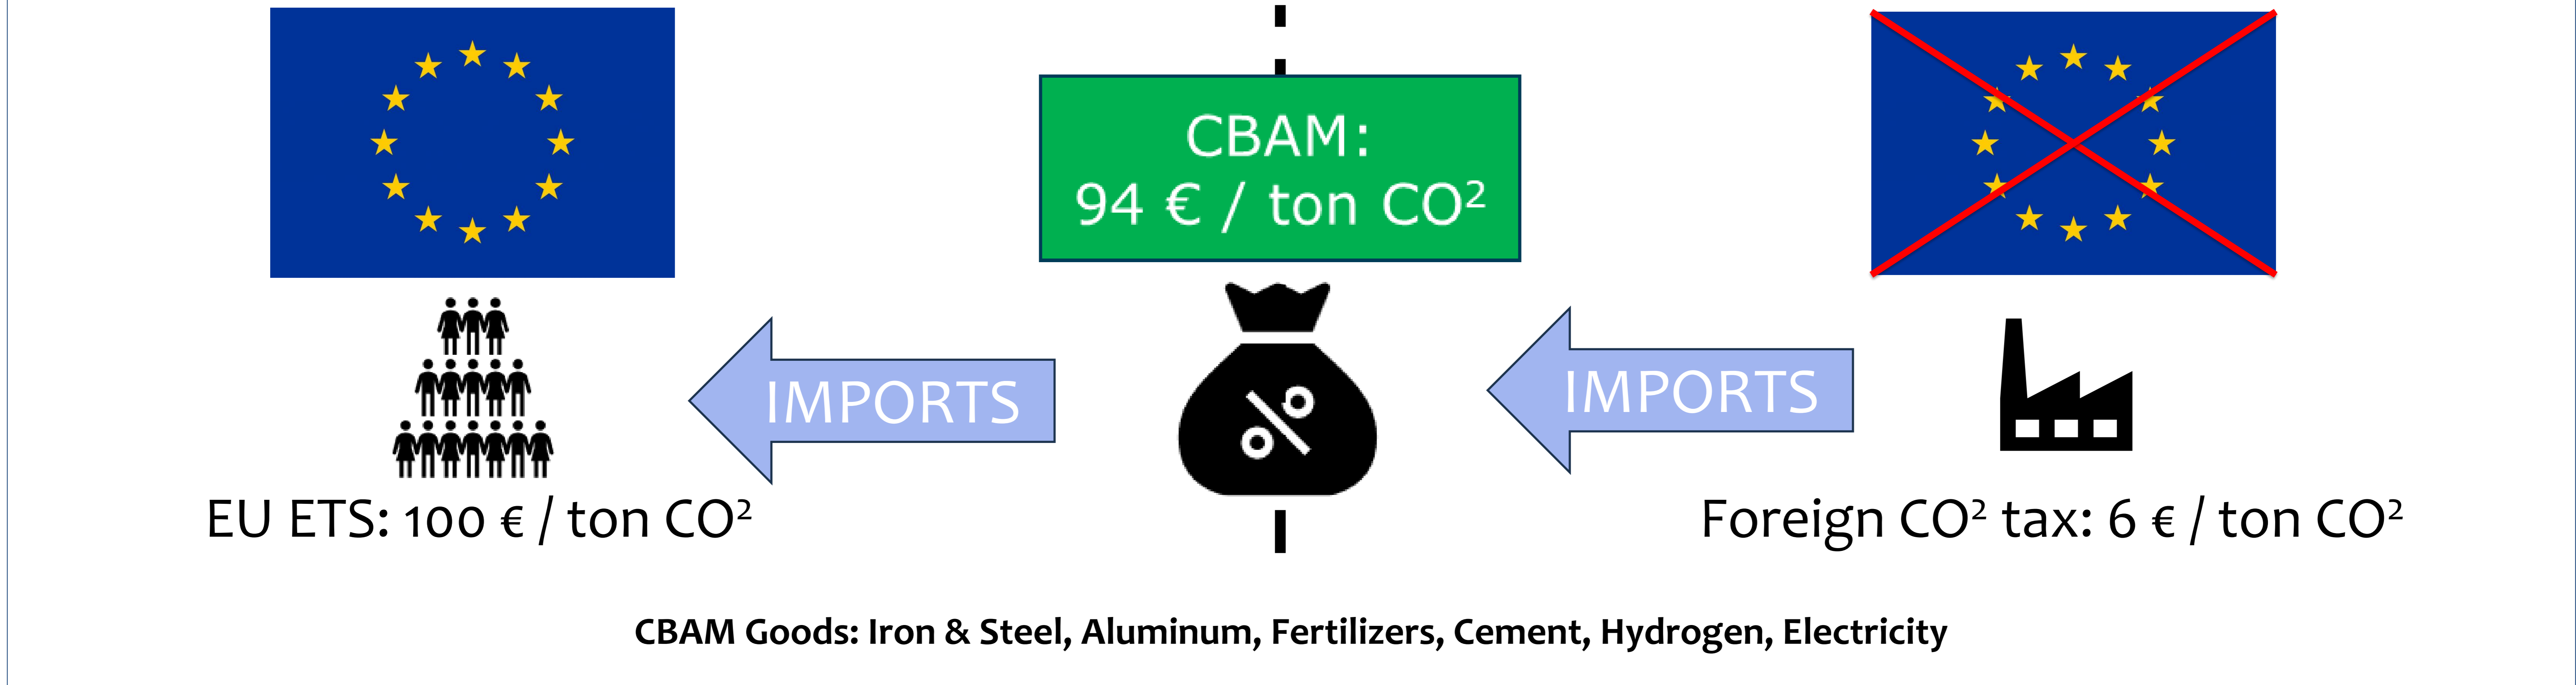 CBAM:
94 € / ton CO²
IMPORTS
IMPORTS
%
EU ETS: 100 € / ton CO²
Foreign CO² tax: 6 € / ton CO²
CBAM Goods: Iron & Steel, Aluminum, Fertilizers, Cement, Hydrogen, Electricity